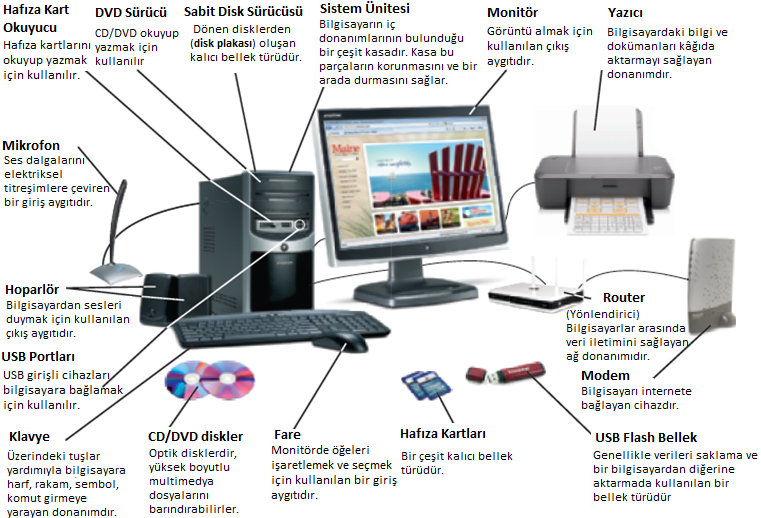 Hafıza Kart
Okuyucu
Hafıza kartlarını
okuyup yazmak
için kullanılır.
DVD Sürücü
CD/DVD okuyup
yazmak için
kullanılır
Sabit Disk Sürücüsü
Dönen disklerden
(disk plakası) oluşan
kalıcı bellek türüdür.
Sistem Ünitesi
Bilgisayarın iç
donanımlarının bulunduğu
bir çeşit kasadır. Kasa bu
parçaların korunmasını ve bir
arada durmasını sağlar.
Monitör
Görüntü almak için
kullanılan çıkış
aygıtıdır.
Yazıcı
Bilgisayardaki bilgi ve
dokümanları kâğıda
aktarmayı sağlayan
donanımdır.
Mikrofon
Ses dalgalarını
elektriksel
titreşimlere çeviren
bir giriş aygıtıdır.
Maine
Hoparlör
Bilgisayardan sesleri
duymak için kullanılan
çıkış aygıtıdır.
Router
(Yönlendirici)
Bilgisayarlar arasında
veri iletimini sağlayan
ağ donanımıdır.
USB Portları
USB girişli cihazları
bilgisayara bağlamak
için kullanılır.
Modem
Bilgisayarı internete
bağlayan cihazdır.
Klavye
Üzerindeki tuşlar
yardımıyla bilgisayara
harf, rakam, sembol,
komut girmeye
yarayan donanımdır.
CD/DVD diskler
Optik disklerdir,
yüksek boyutlu
multimedya
dosyalarını
barındırabilirler.
Fare
Monitörde öğeleri
işaretlemek ve seçmek
için kullanılan bir giriş
aygıtıdır.
Hafıza Kartları
Bir çeşit kalıcı bellek
türüdür.
USB Flash Bellek
Genellikle verileri saklama ve
bir bilgisayardan diğerine
aktarmada kullanılan bir
bellek türüdür